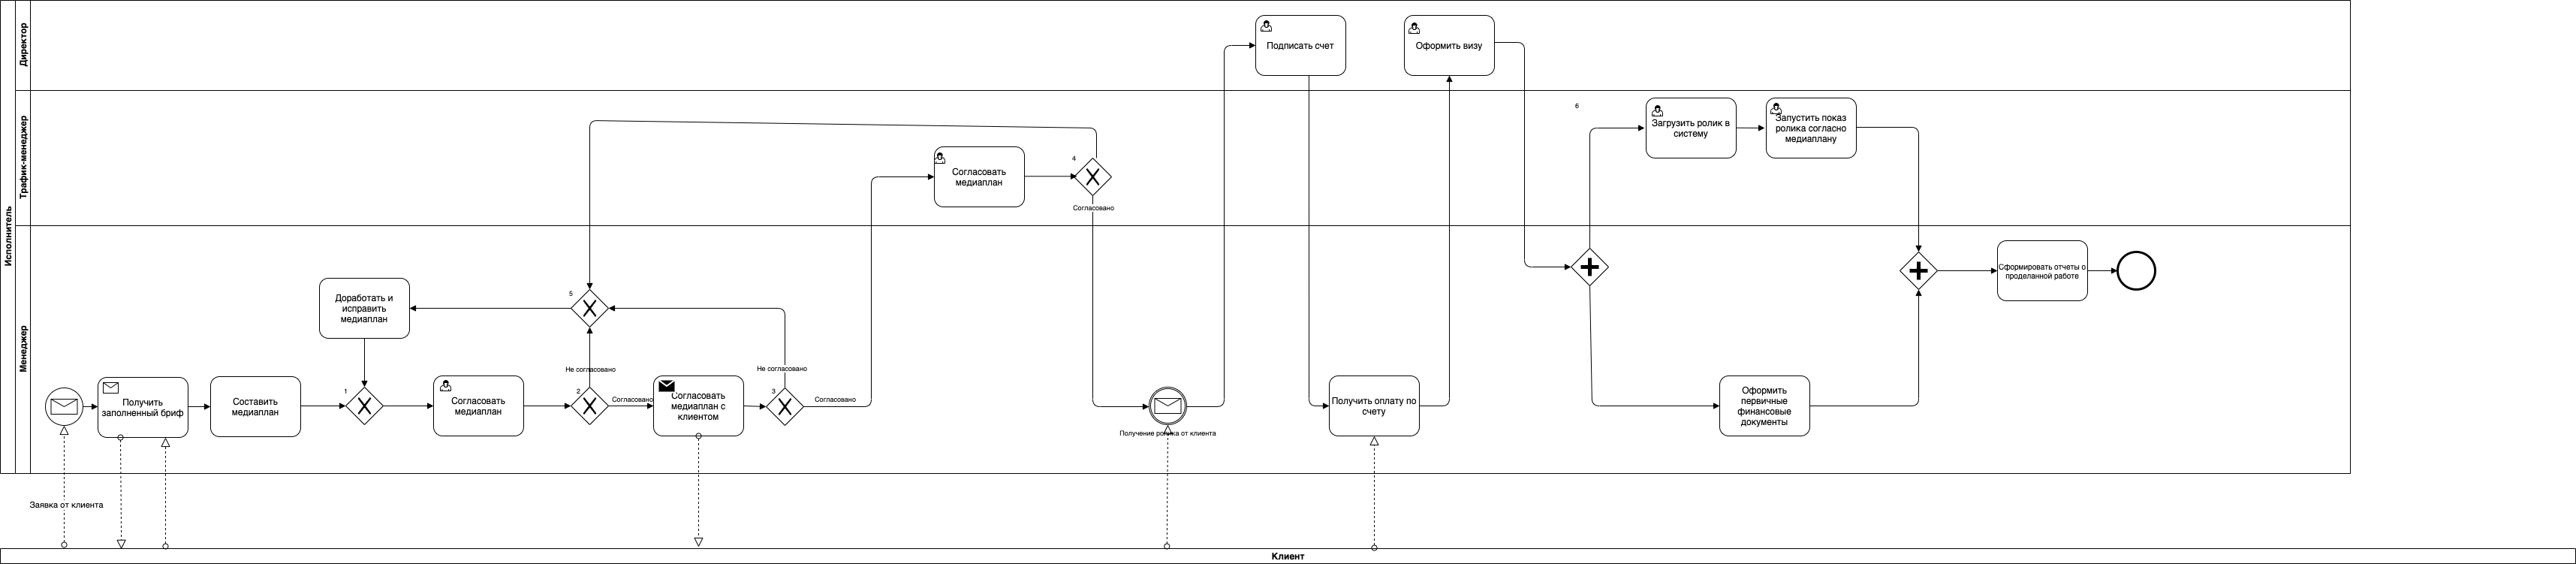 Исполнитель
Директор
Подписать счет
Оформить визу
Трафик-менеджер
Согласовать
медиаплан
4
Согласовано
6
Загрузить ролик в
систему
Запустить показ
ролика согласно
медиаплану
Менеджер
Заявка от клиента
Получить
заполненный бриф
Составить
медиаплан
Доработать и
исправить
медиаплан
1
Согласовать
медиаплан
5
Не согласовано
2
Согласовано
Согласовать
медиаплан с
клиентом
Не согласовано
3
Согласовано
Получение ролика от клиента
Получить оплату по
счету
Оформить
первичные
финансовые
документы
Сформировать отчеты о
проделанной работе
Клиент